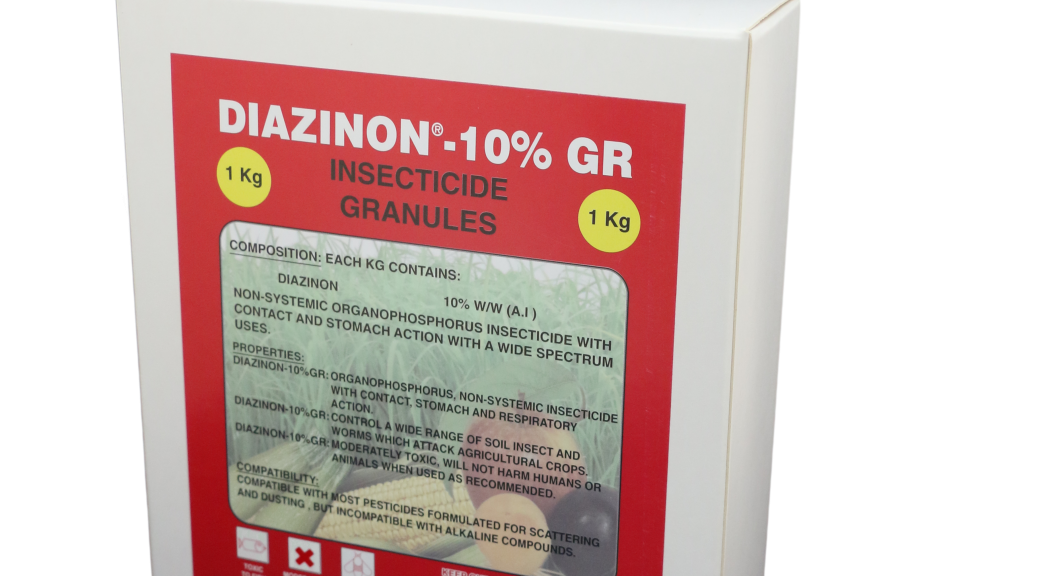 DIAZINON®-10% GR
1 Kg
INSECTICIDE
GRANULES
1 Kg
COMPOSITION: EACH KG CONTAINS:
DIAZINON 10% W/W (A.I )
NON-SYSTEMIC ORGANOPHOSPHORUS INSECTICIDE WITH
CONTACT AND STOMACH ACTION WITH A WIDE SPECTRUM
USES.
PROPERTIES:
DIAZINON-10%GR: ORGANOPHOSPHORUS, NON-SYSTEMIC INSECTICIDE
WITH CONTACT, STOMACH AND RESPIRATORY
ACTION.
DIAZINON-10%GR: CONTROL A WIDE RANGE OF SOIL INSECT AND
WORMS WHICH ATTACK AGRICULTURAL CROPS.
DIAZINON-10%GR: MODERATELY TOXIC, WILL NOT HARM HUMANS OR
ANIMALS WHEN USED AS RECOMMENDED.
COMPATIBILITY:
COMPATIBLE WITH MOST PESTICIDES FORMULATED FOR SCATTERING
AND DUSTING , BUT INCOMPATIBLE WITH ALKALINE COMPOUNDS.
TOXIC